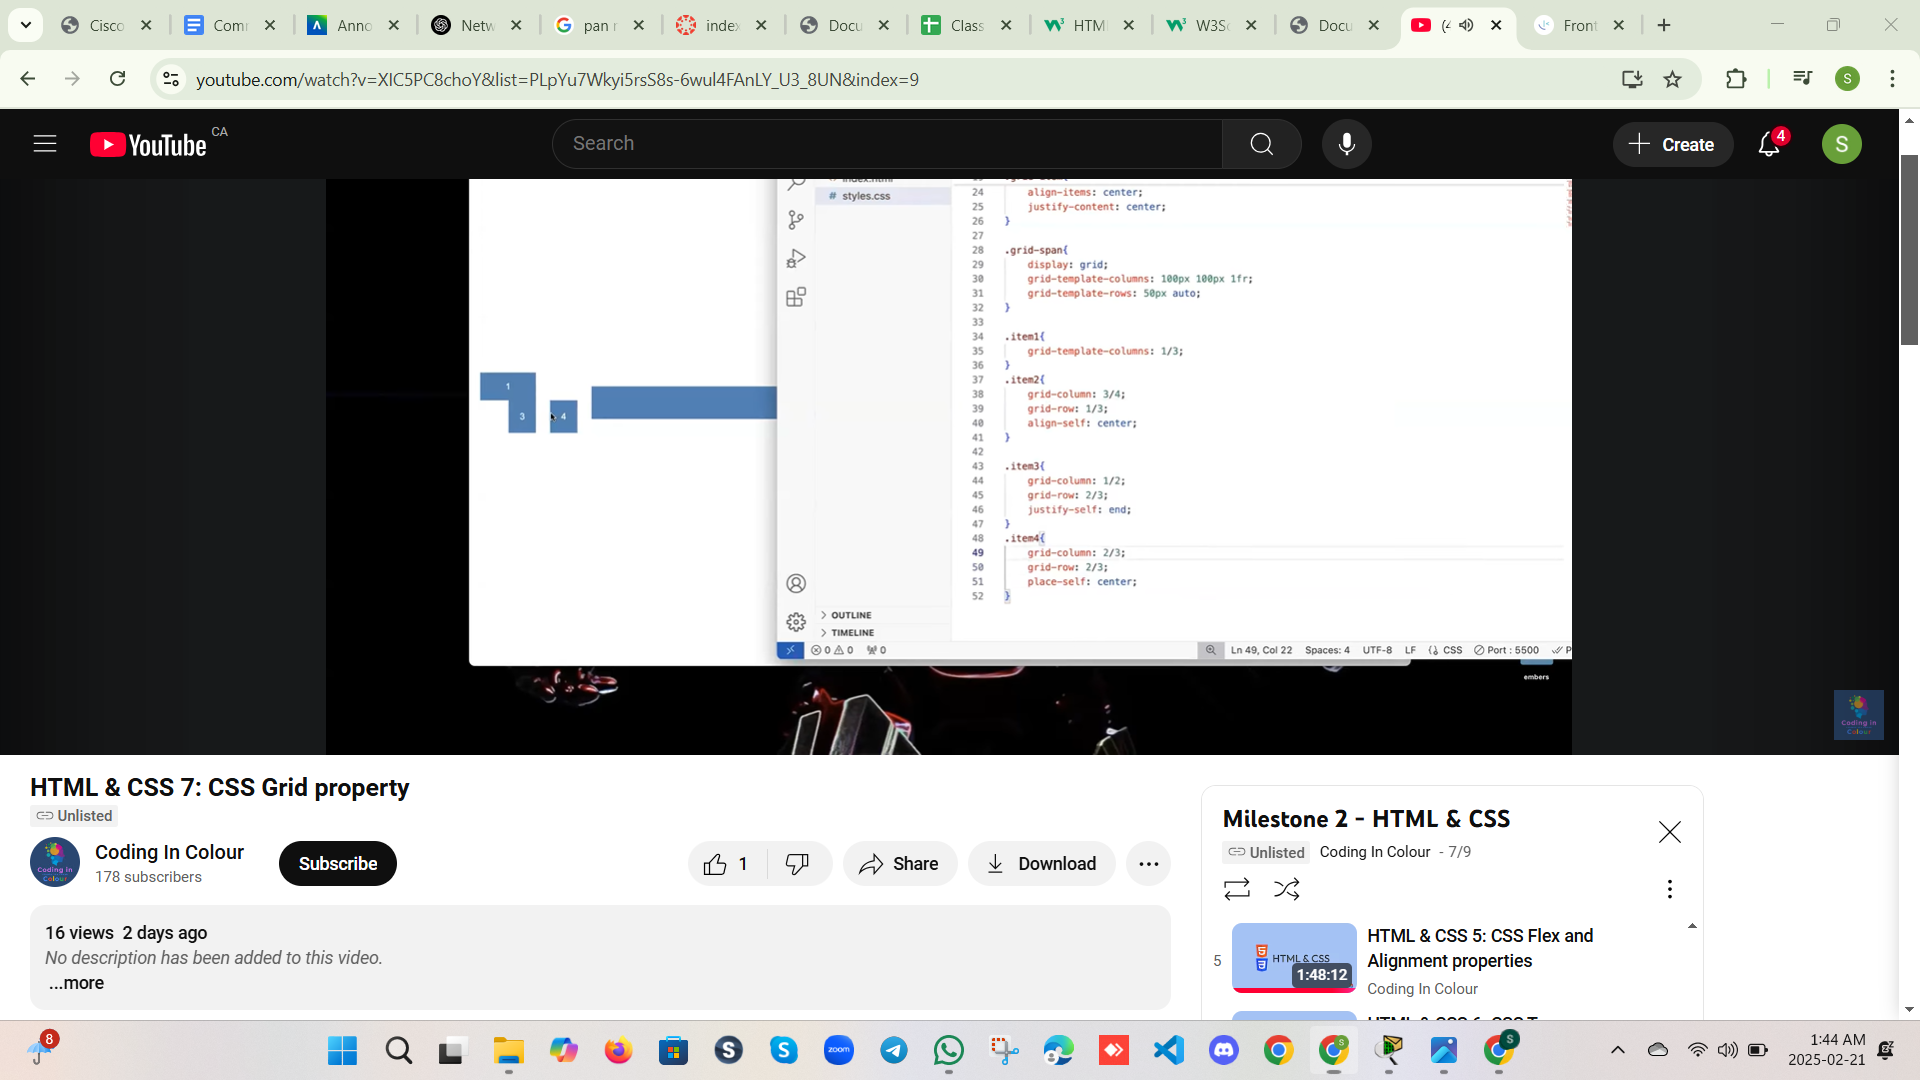 Cisco
Comr
Anno
Netw
pan r
index
Docu
Class
HTMl
W3Sc
Docu
(4
Front
youtube.com/watch?v=XIC5PC8choY&list=PLpYu7Wkyi5rsS8s-6wul4FAnLY_U3_8UN&index=9
S
YouTube CA
Search
Create
4
S
# styles.css
24 align-items: center;
25 justify-content: center;
26 }
27
28 .grid-span{
29 display: grid;
30 grid-template-columns: 100px 100px 1fr;
31 grid-template-rows: 50px auto;
32 }
33
34 .item1{
35 grid-template-columns: 1/3;
36 }
37 .item2{
38 grid-column: 3/4;
39 grid-row: 1/3;
40 align-self: center;
41 }
42
43 .item3{
44 grid-column: 1/2;
45 grid-row: 2/3;
46 justify-self: end;
47 }
48 .item4{
49 grid-column: 2/3;
50 grid-row: 2/3;
51 place-self: center;
52 }
1
3
4
OUTLINE
TIMELINE
0 0 0
Ln 49, Col 22 Spaces: 4 UTF-8 LF CSS Port : 5500 P
embers
Coding In
Colour
HTML & CSS 7: CSS Grid property
Unlisted
Coding In Colour
178 subscribers
Subscribe
1
Share
Download
16 views 2 days ago
No description has been added to this video.
...more
Milestone 2 - HTML & CSS
Unlisted Coding In Colour - 7/9
5
HTML & CSS
1:48:12
HTML & CSS 5: CSS Flex and
Alignment properties
Coding In Colour
8
zoom
1:44 AM
2025-02-21